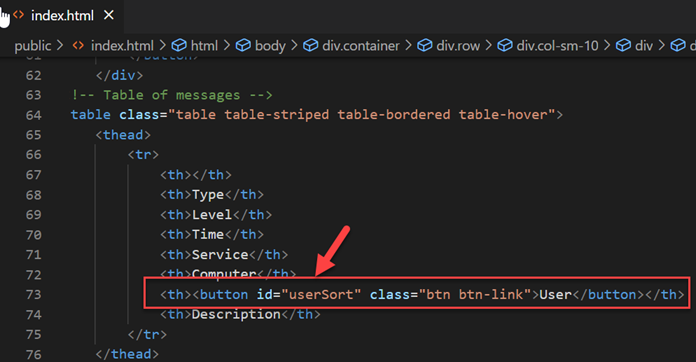 index.html
public > index.html > html > body > div.container > div.row > div.col-sm-10 > div > d
61 </button>
62 </div>
63 !-- Table of messages -->
64 table class="table table-striped table-bordered table-hover">
65 <thead>
66 <tr>
67 <th></th>
68 <th>Type</th>
69 <th>Level</th>
70 <th>Time</th>
71 <th>Service</th>
72 <th>Computer</th>
73 <th><button id="userSort" class="btn btn-link">User</button></th>
74 <th>Description</th>
75 </tr>
76 </thead>